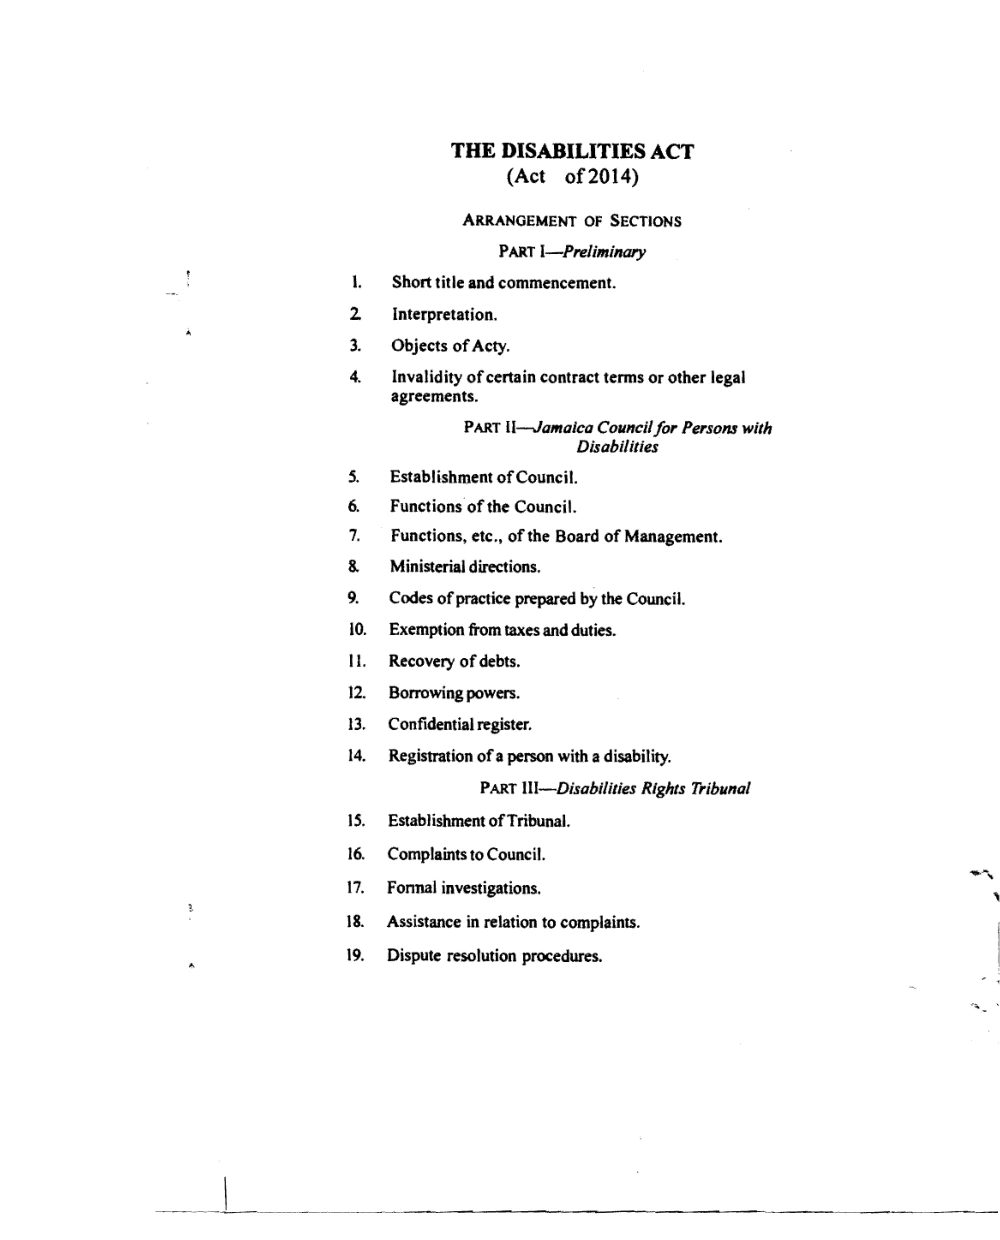 THE DISABILITIES ACT
(Act of 2014)
ARRANGEMENT OF SECTIONS
PART I—Preliminary
1. Short title and commencement.
2 Interpretation.
3. Objects of Acty.
4. Invalidity of certain contract terms or other legal
agreements.
PART II—Jamaica Council for Persons with
Disabilities
5. Establishment of Council.
6. Functions of the Council.
7. Functions, etc., of the Board of Management.
8. Ministerial directions.
9. Codes of practice prepared by the Council.
10. Exemption from taxes and duties.
11. Recovery of debts.
12. Borrowing powers.
13. Confidential register.
14. Registration of a person with a disability.
PART III—Disabilities Rights Tribunal
15. Establishment of Tribunal.
16. Complaints to Council.
17. Formal investigations.
18. Assistance in relation to complaints.
19. Dispute resolution procedures.